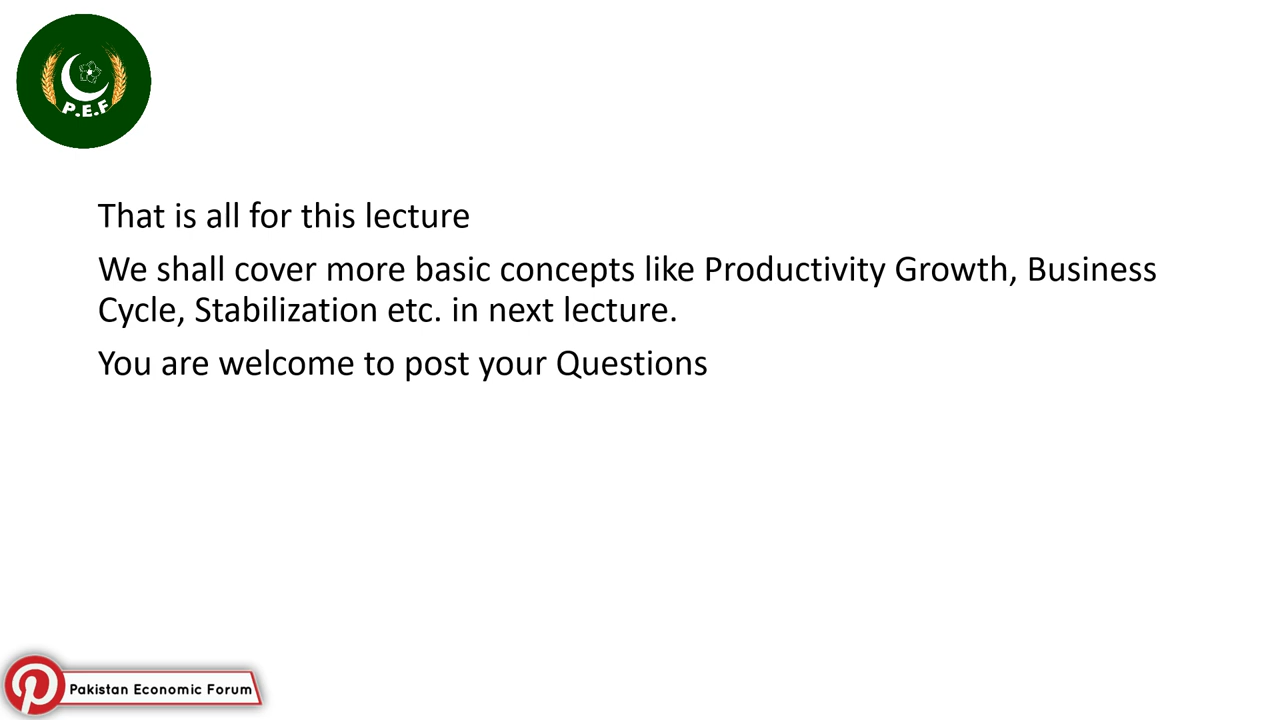 P.E.F
That is all for this lecture
We shall cover more basic concepts like Productivity Growth, Business
Cycle, Stabilization etc. in next lecture.
You are welcome to post your Questions
Pakistan Economic Forum